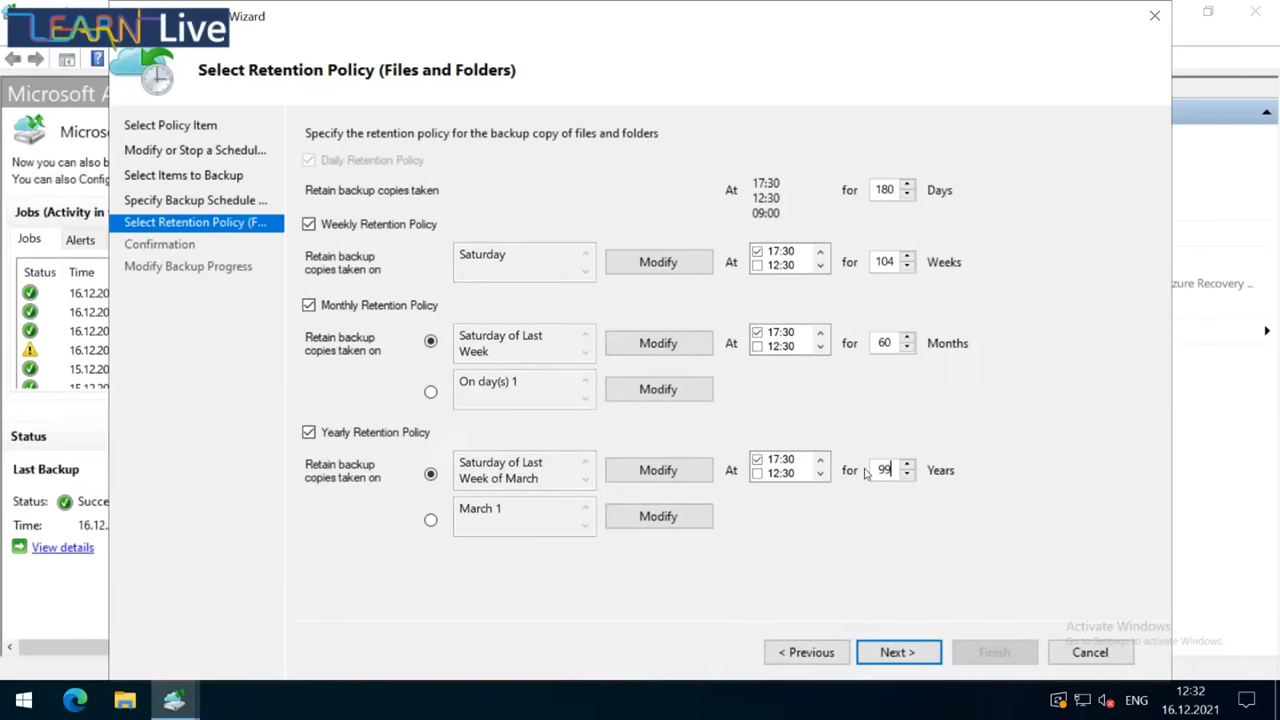 LEARN Live
Wizard
Select Retention Policy (Files and Folders)
Microsoft A
Micros
Now you can also b
You can also Config
Jobs (Activity in
Jobs Alerts
Status Time
16.12.20
16.12.20
16.12.20
16.12.20
15.12.20
15.12.20
Status
Last Backup
Status: Succe
Time: 16.12..
View details
Select Policy Item
Modify or Stop a Schedul...
Select Items to Backup
Specify Backup Schedule ...
Select Retention Policy (F...
Confirmation
Modify Backup Progress
Specify the retention policy for the backup copy of files and folders
Daily Retention Policy
Retain backup copies taken At 17:30 for 180 Days
12:30
09:00
Weekly Retention Policy
Retain backup
copies taken on
Saturday Modify At 17:30 for 104 Weeks
12:30
Monthly Retention Policy
Retain backup
copies taken on
Saturday of Last
Week
Modify At 17:30 for 60 Months
12:30
On day(s) 1 Modify
Yearly Retention Policy
Retain backup
copies taken on
Saturday of Last
Week of March
Modify At 17:30 for 99 Years
12:30
March 1 Modify
zure Recovery ...
Activate Windows
Go to Settings to activate Windows.
< Previous Next > Finish Cancel
ENG
12:32
16.12.2021